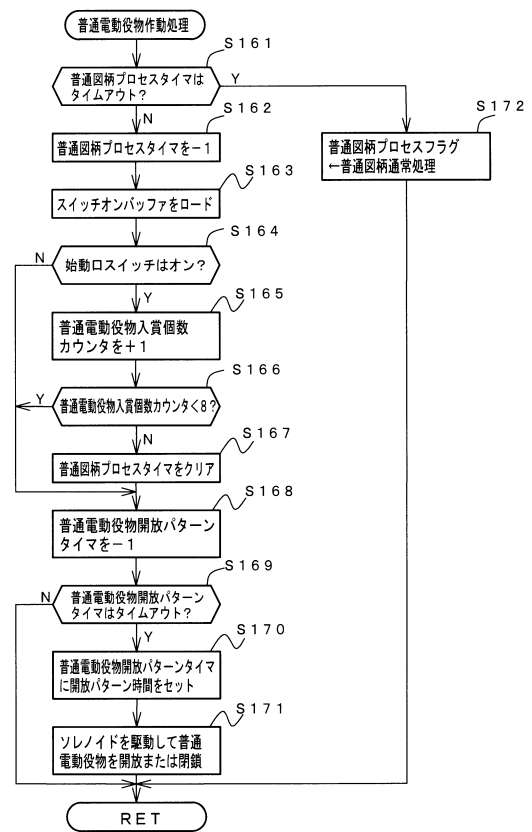 普通電動役物作動処理
S161
普通図柄プロセスタイマは
タイムアウト?
Y
N
S172
普通図柄プロセスフラグ
←普通図柄通常処理
S162
普通図柄プロセスタイマを−1
S163
スイッチオンバッファをロード
S164
始動口スイッチはオン?
N
Y
S165
普通電動役物入賞個数
カウンタを+1
S166
普通電動役物入賞個数カウンタ<8?
Y
N
S167
普通図柄プロセスタイマをクリア
S168
普通電動役物開放パターン
タイマを−1
S169
普通電動役物開放パターン
タイマはタイムアウト?
N
Y
S170
普通電動役物開放パターンタイマ
に開放パターン時間をセット
S171
ソレノイドを駆動して普通
電動役物を開放または閉鎖
RET